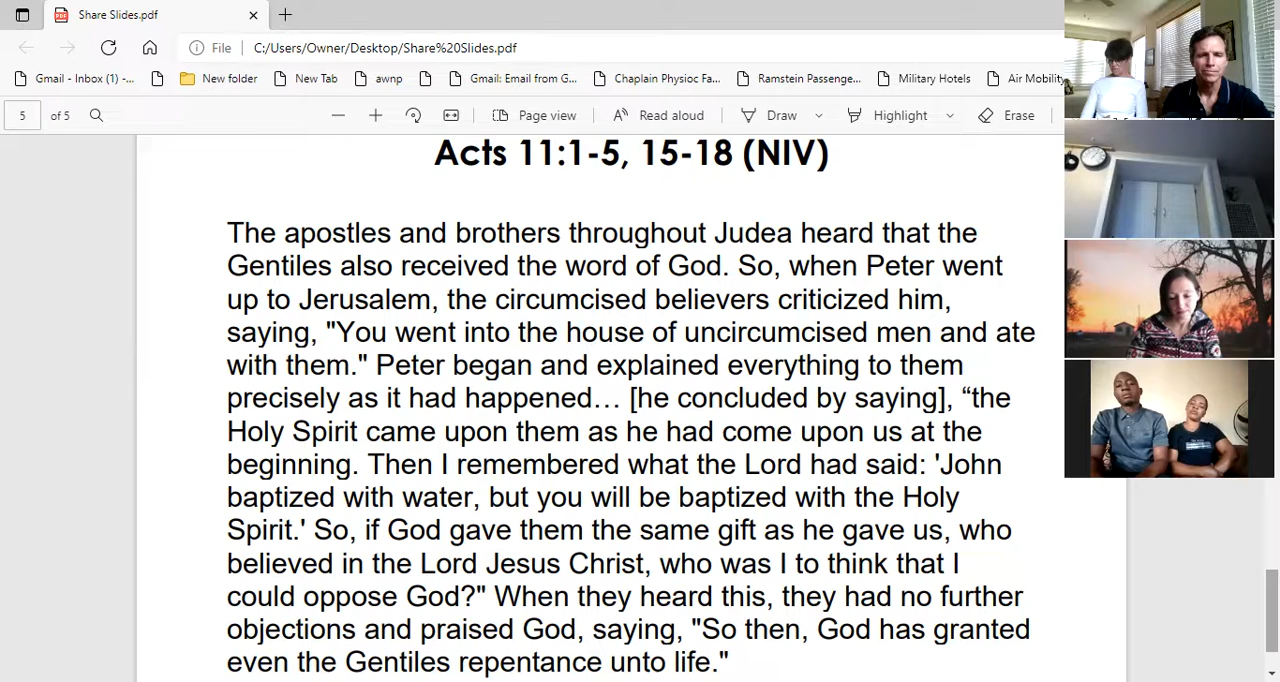 Share Slides.pdf
File C:/Users/Owner/Desktop/Share%20Slides.pdf
Gmail - Inbox (1) -... New folder New Tab awnp Gmail: Email from G... Chaplain Physioc Fa... Ramstein Passenge... Military Hotels Air Mobility
5 of 5 Page view Read aloud Draw Highlight Erase
Acts 11:1-5, 15-18 (NIV)
The apostles and brothers throughout Judea heard that the
Gentiles also received the word of God. So, when Peter went
up to Jerusalem, the circumcised believers criticized him,
saying, "You went into the house of uncircumcised men and ate
with them." Peter began and explained everything to them
precisely as it had happened… [he concluded by saying], “the
Holy Spirit came upon them as he had come upon us at the
beginning. Then I remembered what the Lord had said: 'John
baptized with water, but you will be baptized with the Holy
Spirit.' So, if God gave them the same gift as he gave us, who
believed in the Lord Jesus Christ, who was I to think that I
could oppose God?" When they heard this, they had no further
objections and praised God, saying, "So then, God has granted
even the Gentiles repentance unto life."